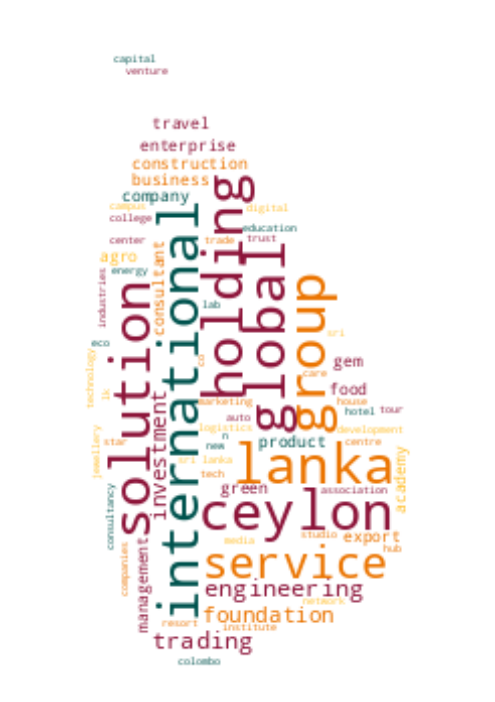 capital
venture
travel
enterprise
construction
business
company
campus
college
digital
education
center
trade
trust
agro
energy
industries
consultant
international
holding
global
group
solution
lab
sri
eco
co
technology
lk
gem
care
food
investment
marketing
house
auto
hotel
tour
logistics
development
n
star
new
product
centre
jewellery
sri lanka
lanka
tech
academy
green
association
consultancy
ceylon
studio
export
media
hub
companies
management
service
engineering
network
foundation
resort
institute
trading
colombo